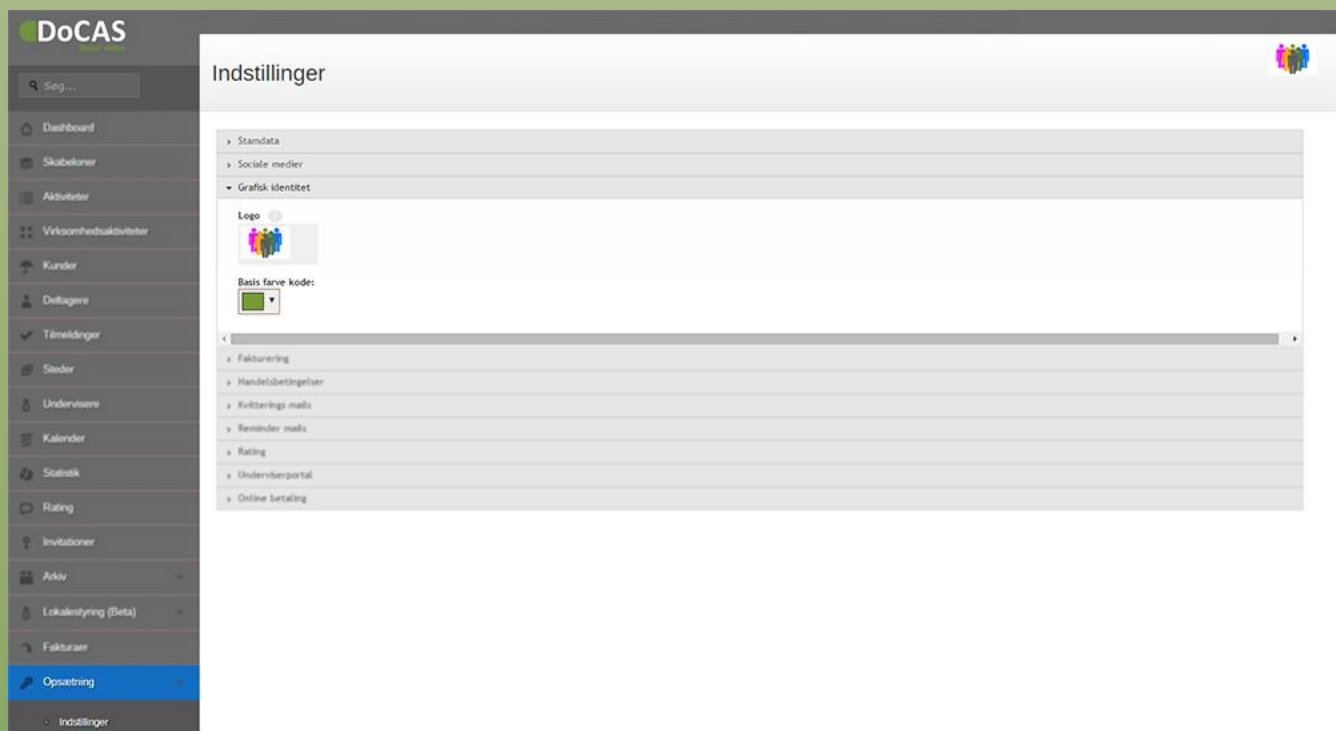 DoCAS
Søg...
Dashboard
Skabeloner
Aktiviteter
Virksomhedsaktiviteter
Kunder
Deltagere
Tilmeldinger
Steder
Undervisere
Kalender
Statistik
Rating
Invitationer
Arkiv
Lokalestyring (Beta)
Fakturaer
Opsætning
Indstillinger
Indstillinger
Stamdata
Sociale medier
Grafisk identitet
Logo
Basis farve kode:
Fakturering
Handelsbetingelser
Kvitterings mails
Reminder mails
Rating
Underviserportal
Online betaling